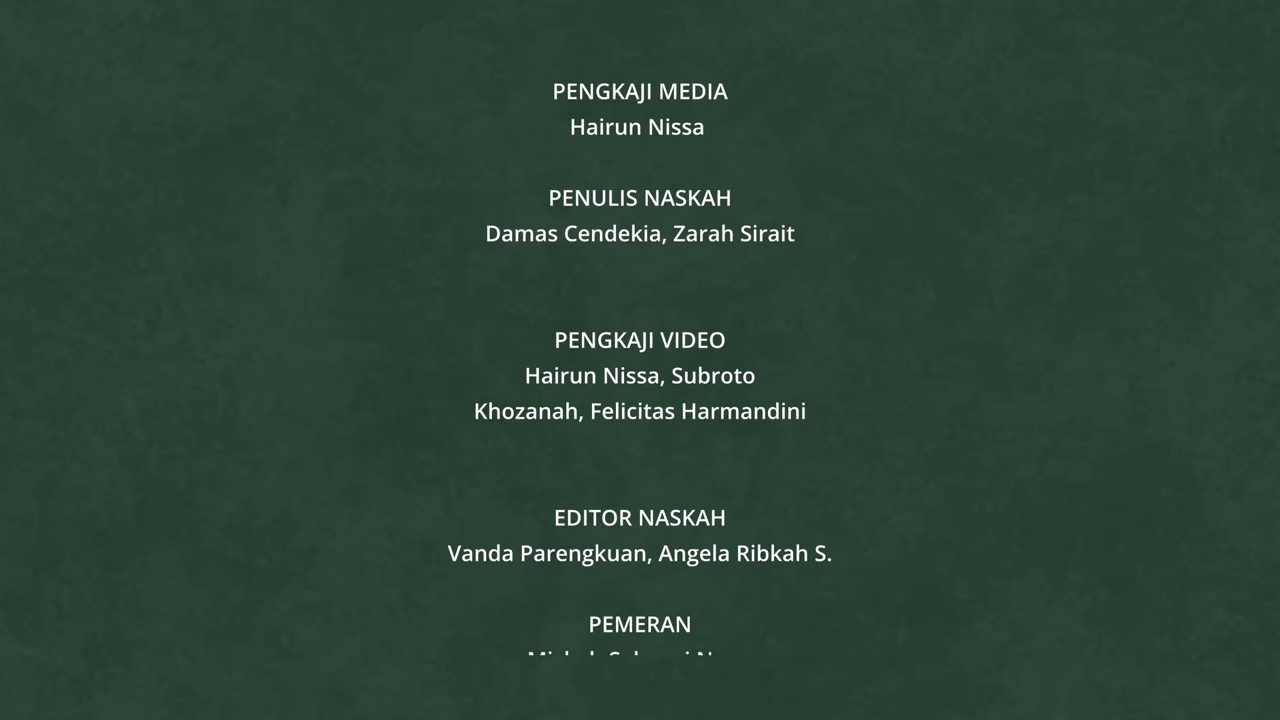 PENGKAJI MEDIA
Hairun Nissa
PENULIS NASKAH
Damas Cendekia, Zarah Sirait
PENGKAJI VIDEO
Hairun Nissa, Subroto
Khozanah, Felicitas Harmandini
EDITOR NASKAH
Vanda Parengkuan, Angela Ribkah S.
PEMERAN